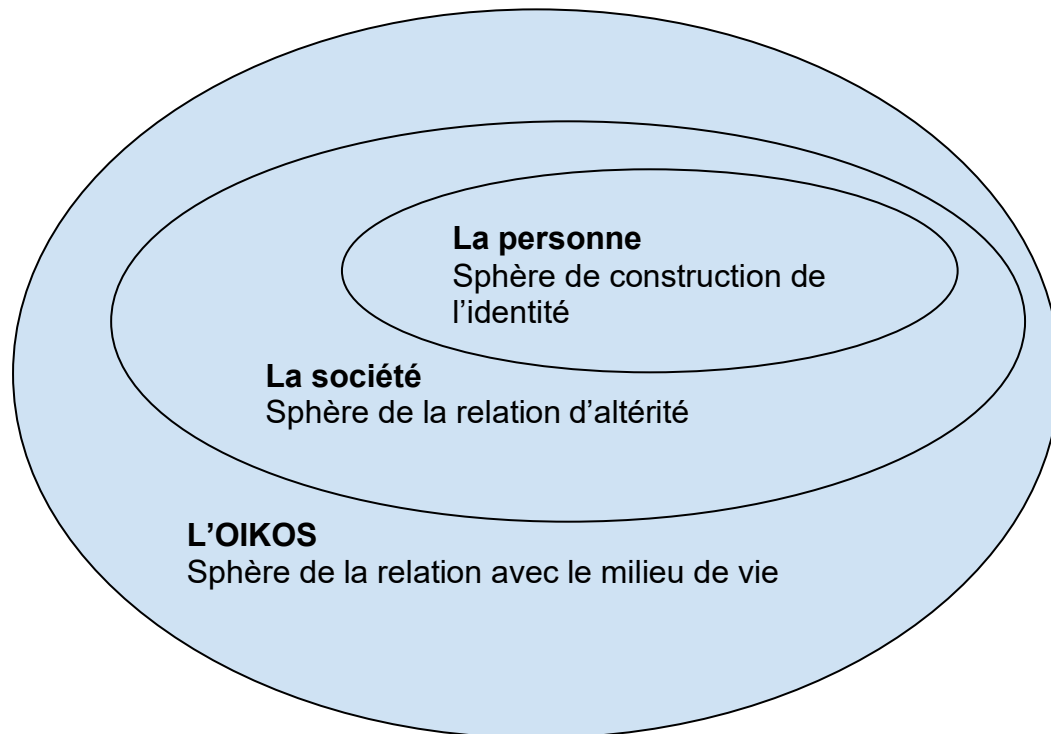 La personne
Sphère de construction de
l’identité
La société
Sphère de la relation d’altérité
L’OIKOS
Sphère de la relation avec le milieu de vie